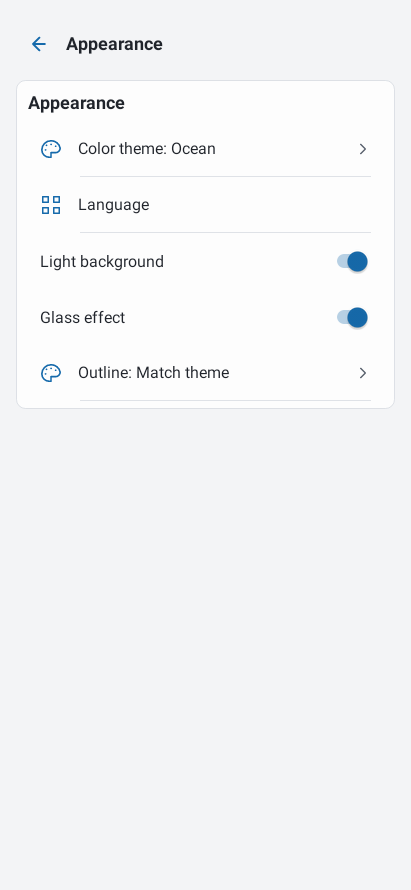 Appearance
Appearance
Color theme: Ocean
Language
Light background
Glass effect
Outline: Match theme